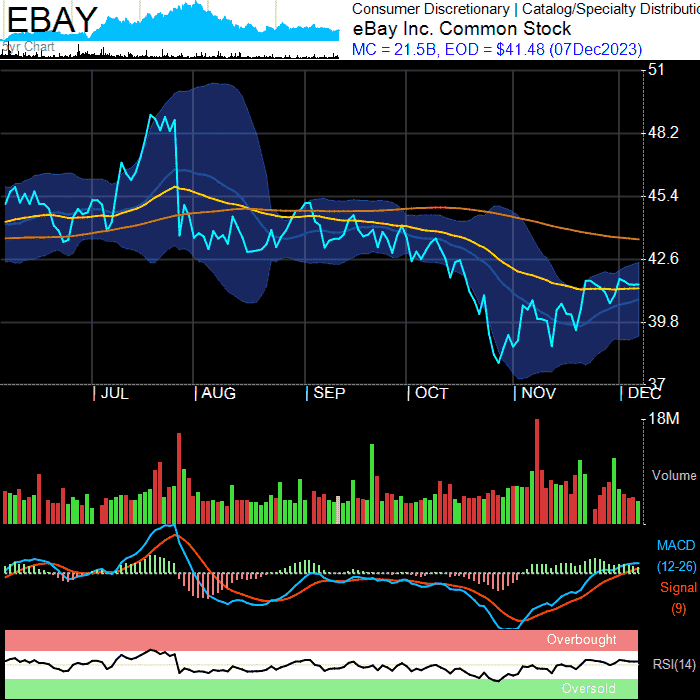 EBAY
5yr Chart
Consumer Discretionary | Catalog/Specialty Distributio
eBay Inc. Common Stock
MC = 21.5B, EOD = $41.48 (07Dec2023)
51
48.2
45.4
42.6
39.8
37
| JUL | AUG | SEP | OCT | NOV | DEC
18M
Volume
MACD
(12-26)
Signal
(9)
Overbought
RSI(14)
Oversold